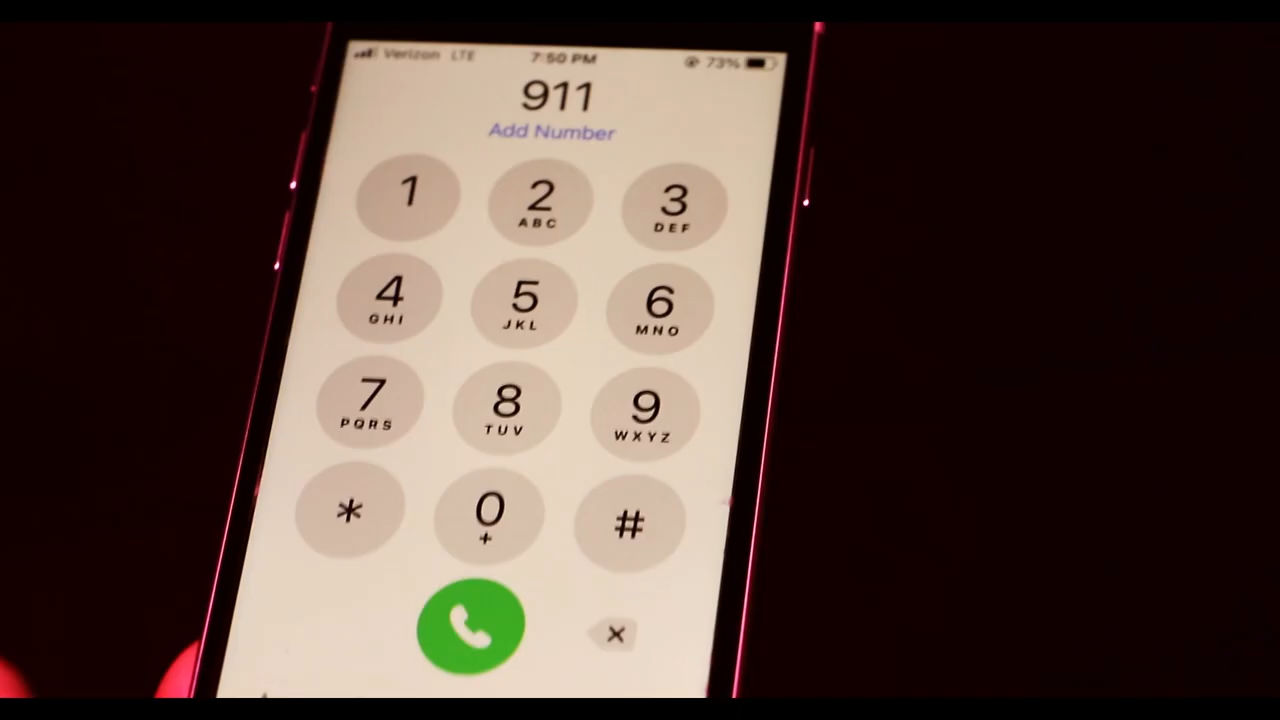 Verizon LTE 7:50 PM 73%
911
Add Number
1 2 3
ABC DEF
4 5 6
GHI JKL MNO
7 8 9
PQRS TUV WXYZ
* 0 #
+